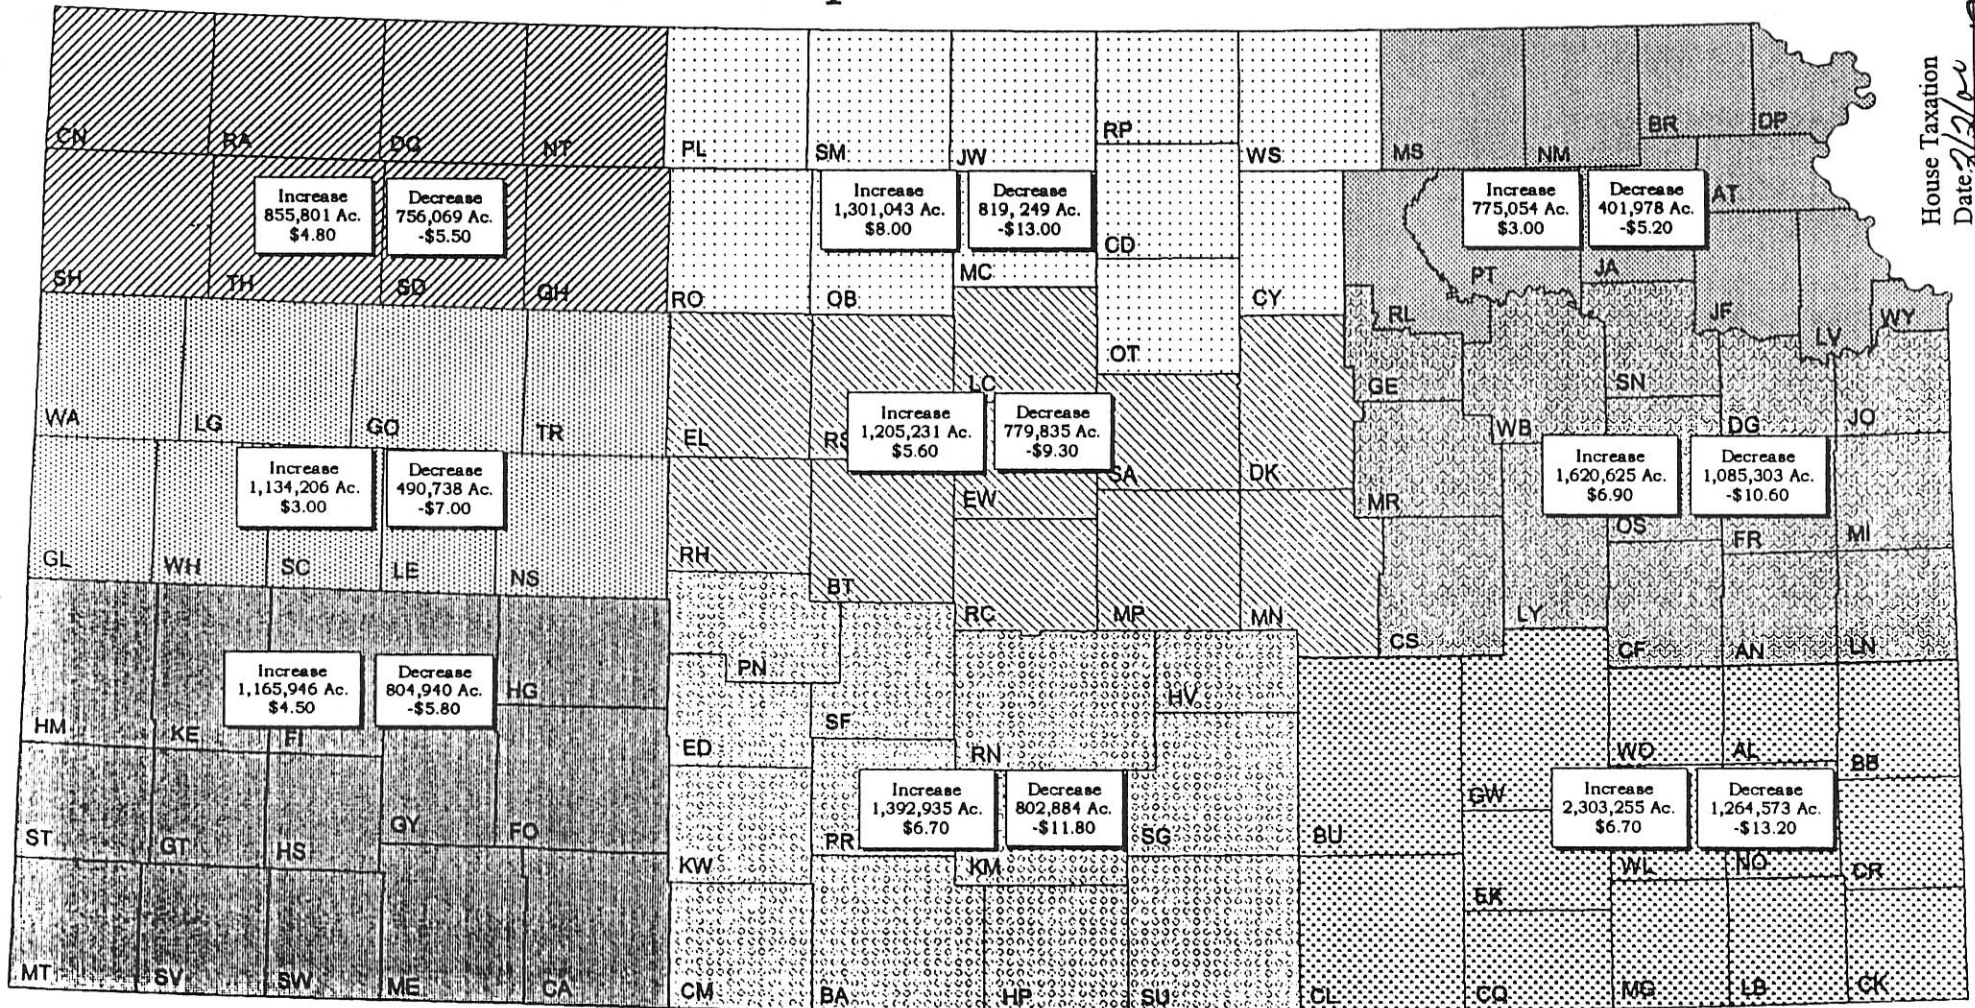 House Taxation
Date
CN
RA
DC
NT
PL
SM
JW
RP
WS
MS
NM
BR
DP
SH
TH
SD
GH
RO
OB
MC
CD
CY
RL
PT
JA
AT
JF
LV
WY
Increase
855,801 Ac.
$4.80
Decrease
756,069 Ac.
-$5.50
Increase
1,301,043 Ac.
$8.00
Decrease
819, 249 Ac.
-$13.00
Increase
775,054 Ac.
$3.00
Decrease
401,978 Ac.
-$5.20
WA
LG
GO
TR
EL
RS
LC
OT
SA
DK
GE
WB
SN
DG
JO
Increase
1,134,206 Ac.
$3.00
Decrease
490,738 Ac.
-$7.00
Increase
1,205,231 Ac.
$5.60
Decrease
779,835 Ac.
-$9.30
Increase
1,620,625 Ac.
$6.90
Decrease
1,085,303 Ac.
-$10.60
GL
WH
SC
LE
NS
RH
BT
EW
RC
MP
MN
MR
CS
LY
OS
FR
MI
CF
AN
LN
HM
KE
FI
HG
PN
ED
SF
RN
HV
WO
AL
BB
Increase
1,165,946 Ac.
$4.50
Decrease
804,940 Ac.
-$5.80
Increase
1,392,935 Ac.
$6.70
Decrease
802,884 Ac.
-$11.80
Increase
2,303,255 Ac.
$6.70
Decrease
1,264,573 Ac.
-$13.20
ST
GT
HS
GY
FO
KW
PR
KM
SG
BU
GW
EK
WL
NO
CR
MT
SV
SW
ME
CA
CM
BA
HP
SU
CL
CQ
MG
LB
CK